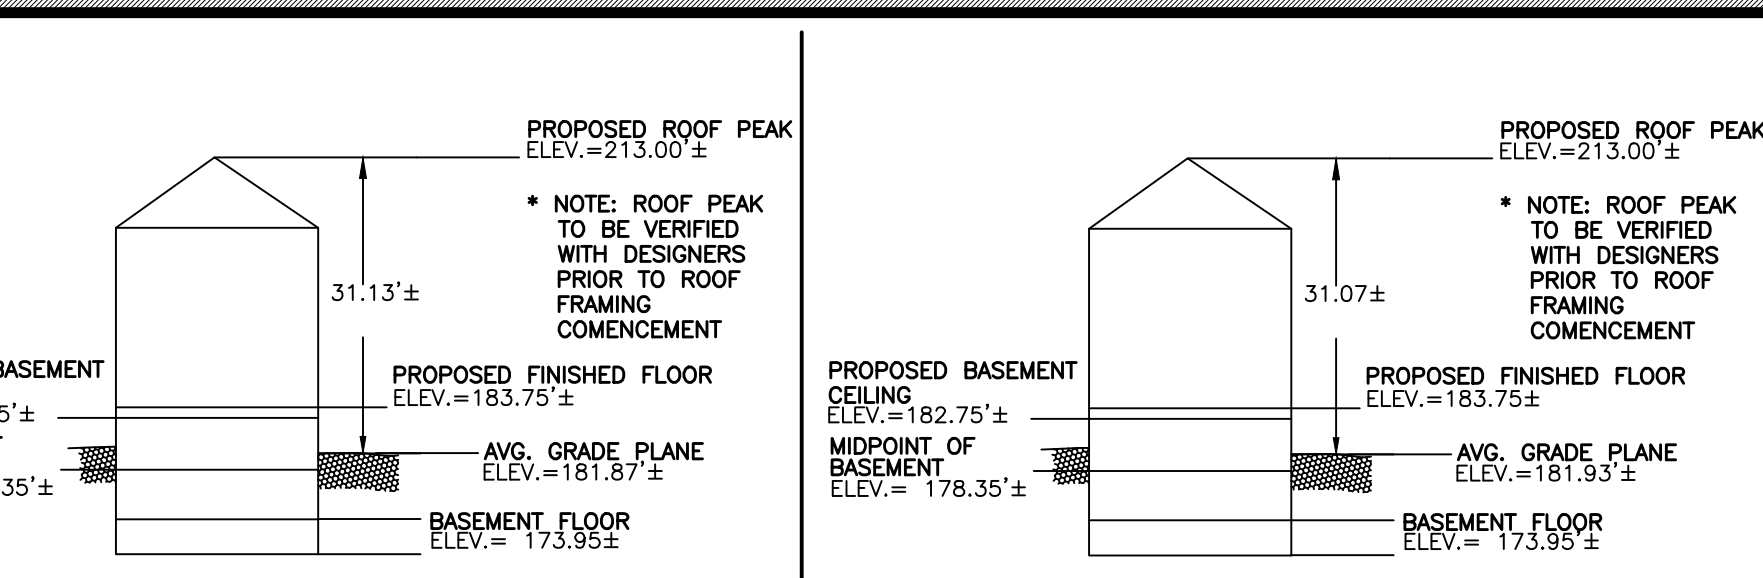 PROPOSED ROOF PEAK
ELEV.=213.00'±
* NOTE: ROOF PEAK
TO BE VERIFIED
WITH DESIGNERS
PRIOR TO ROOF
FRAMING
COMENCEMENT
31.13'±
BASEMENT
5'±
35'±
PROPOSED FINISHED FLOOR
ELEV.=183.75'±
AVG. GRADE PLANE
ELEV.=181.87'±
BASEMENT FLOOR
ELEV.= 173.95±
PROPOSED ROOF PEAK
ELEV.=213.00'±
* NOTE: ROOF PEAK
TO BE VERIFIED
WITH DESIGNERS
PRIOR TO ROOF
FRAMING
COMENCEMENT
31.07±
PROPOSED BASEMENT
CEILING
ELEV.=182.75'±
MIDPOINT OF
BASEMENT
ELEV.= 178.35'±
PROPOSED FINISHED FLOOR
ELEV.=183.75±
AVG. GRADE PLANE
ELEV.=181.93'±
BASEMENT FLOOR
ELEV.= 173.95'±